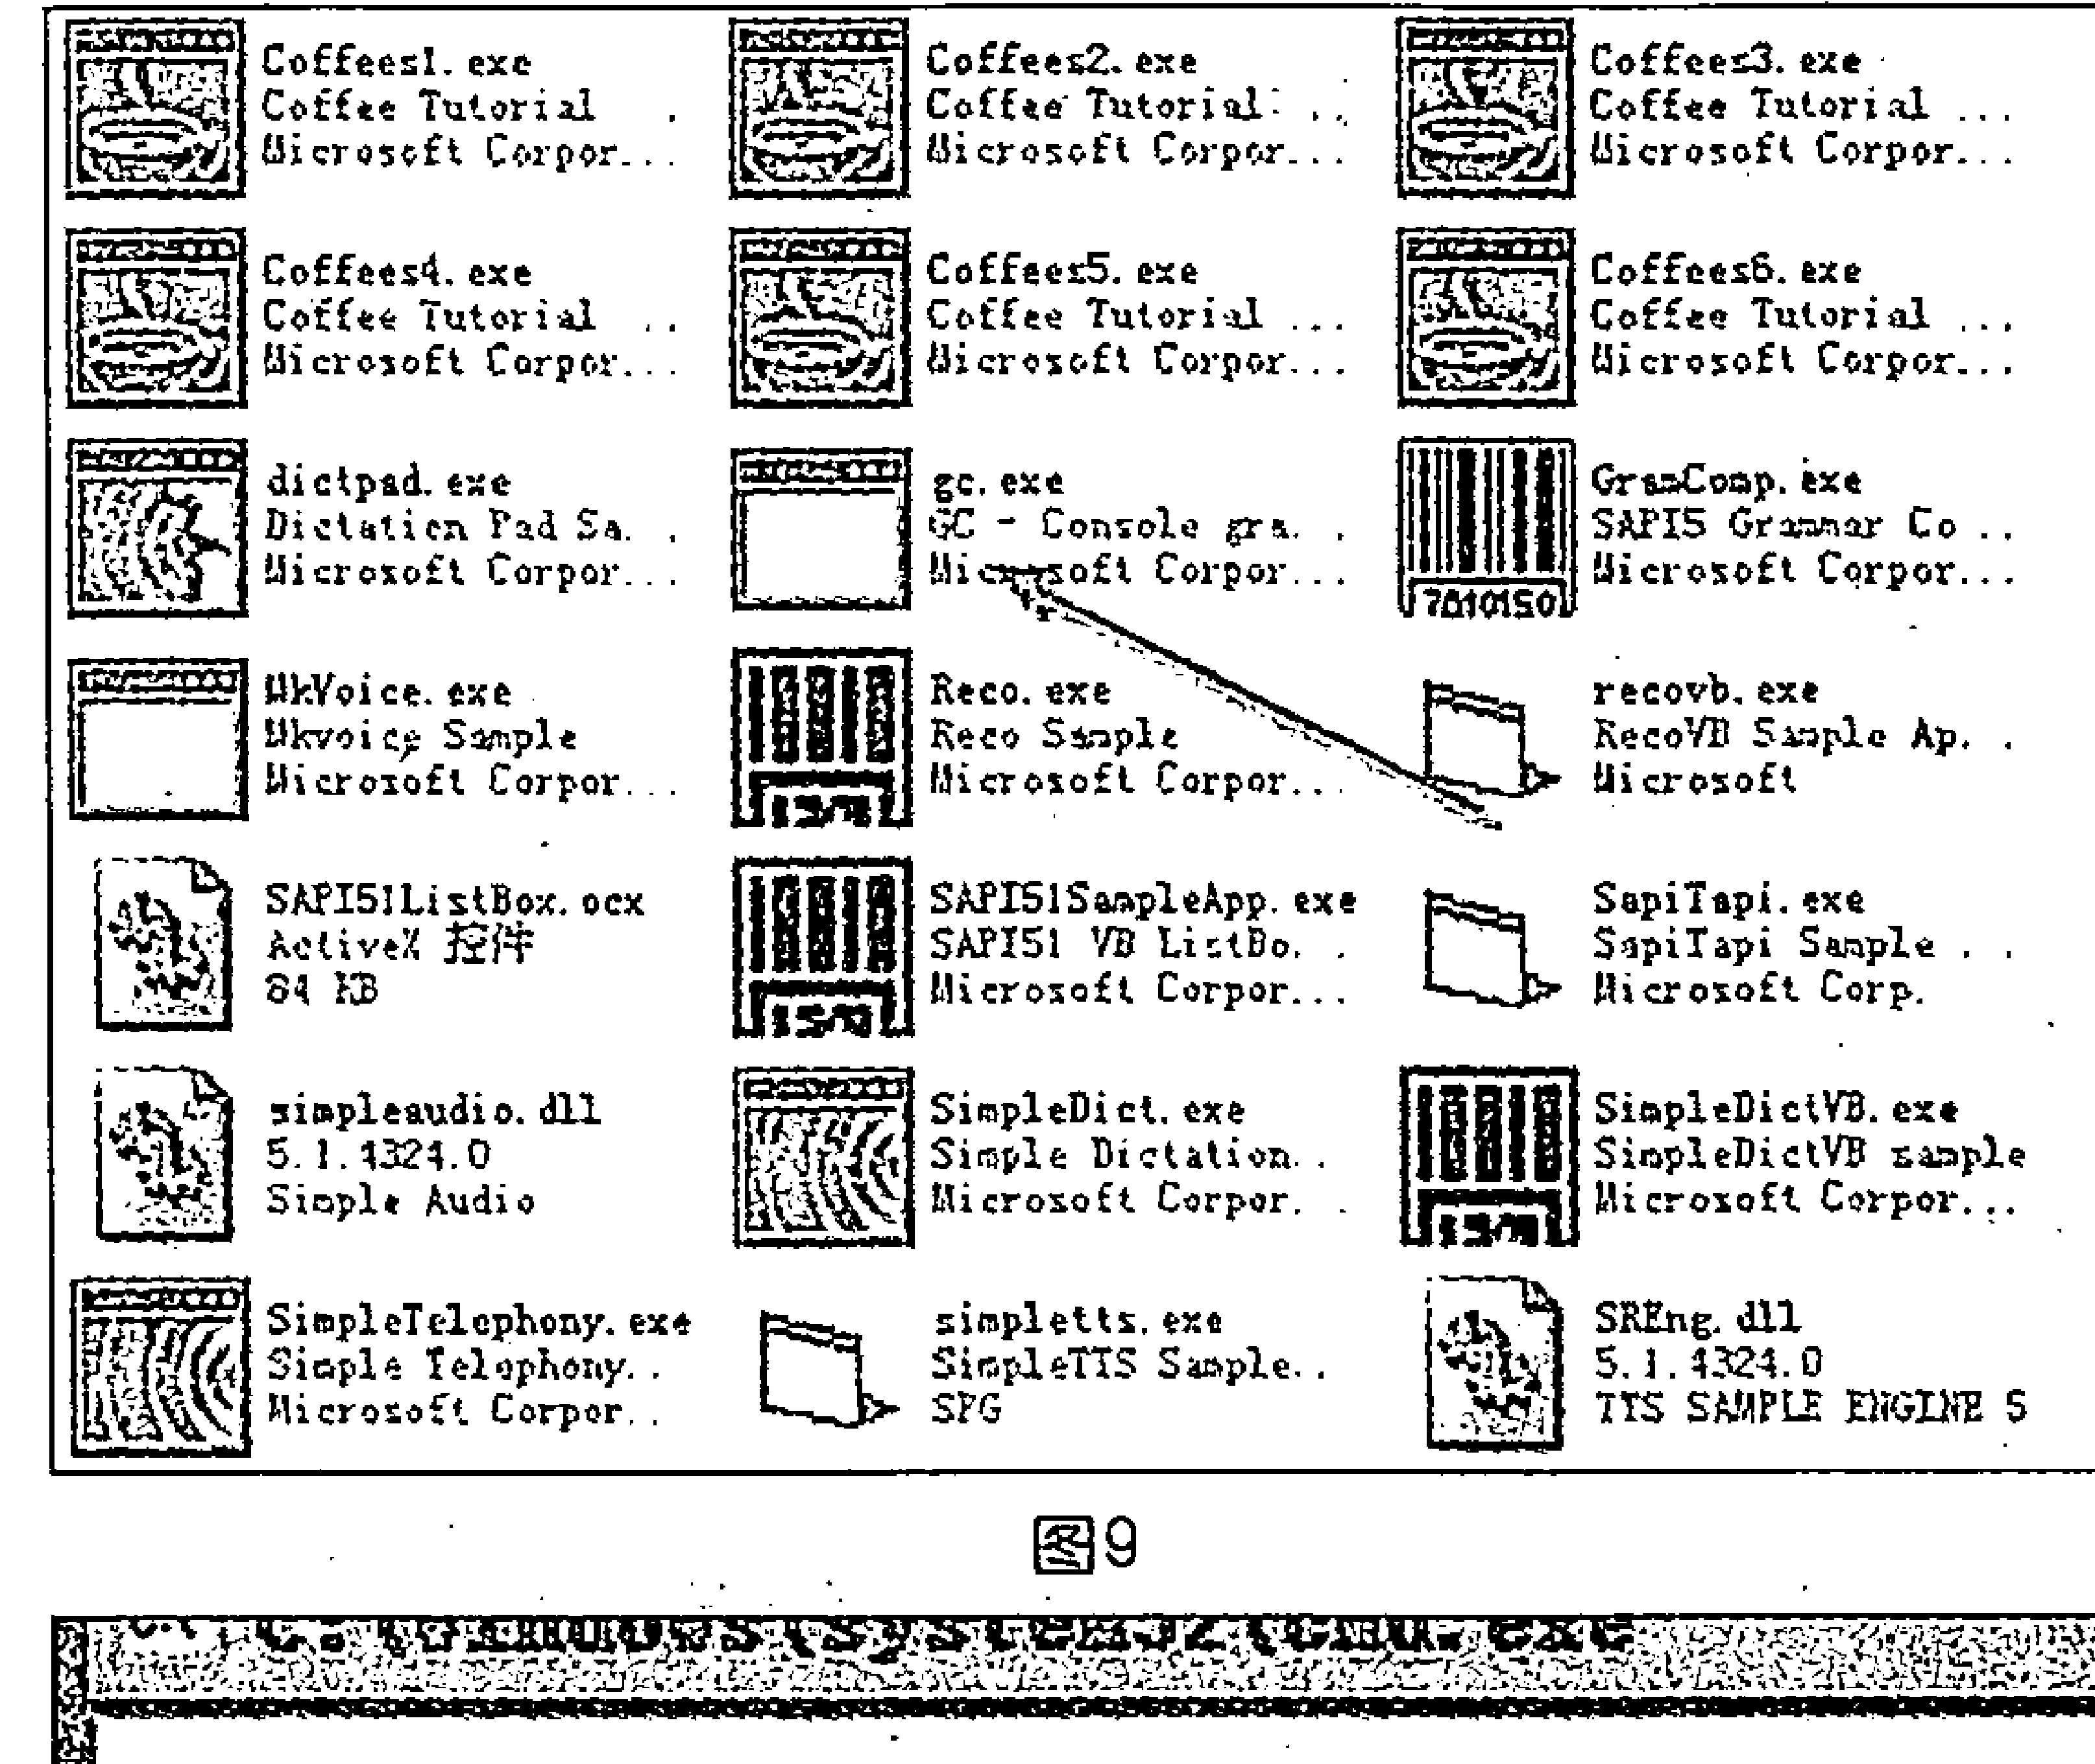 Coffees1.exe
Coffee Tutorial .
Microsoft Corpor...
Coffees2.exe
Coffee Tutorial ...
Microsoft Corpor...
Coffees3.exe
Coffee Tutorial ...
Microsoft Corpor...
Coffees4.exe
Coffee Tutorial ..
Microsoft Corpor...
Coffees5.exe
Coffee Tutorial ...
Microsoft Corpor...
Coffees6.exe
Coffee Tutorial ...
Microsoft Corpor...
dictpad.exe
Dictation Pad Sa. .
Microsoft Corpor...
gc.exe
GC - Console gra. .
Microsoft Corpor...
GramComp.exe
SAPI5 Grammar Co ..
Microsoft Corpor...
MkVoice.exe
Mkvoice Sample
Microsoft Corpor...
Reco.exe
Reco Sample
Microsoft Corpor...
recovb.exe
RecoVB Sample Ap. .
Microsoft
SAPI51ListBox.ocx
ActiveX 控件
84 KB
SAPI51SampleApp.exe
SAPI51 VB ListBo. .
Microsoft Corpor...
SapiTapi.exe
SapiTapi Sample . .
Microsoft Corp.
simpleaudio.dll
5.1.4324.0
Simple Audio
SimpleDict.exe
Simple Dictation..
Microsoft Corpor. .
SimpleDictVB.exe
SimpleDictVB sample
Microsoft Corpor...
SimpleTelephony.exe
Simple Telephony..
Microsoft Corpor..
simpletts.exe
SimpleTTS Sample..
SPG
SREng.dll
5.1.4324.0
TTS SAMPLE ENGINE 5
图9